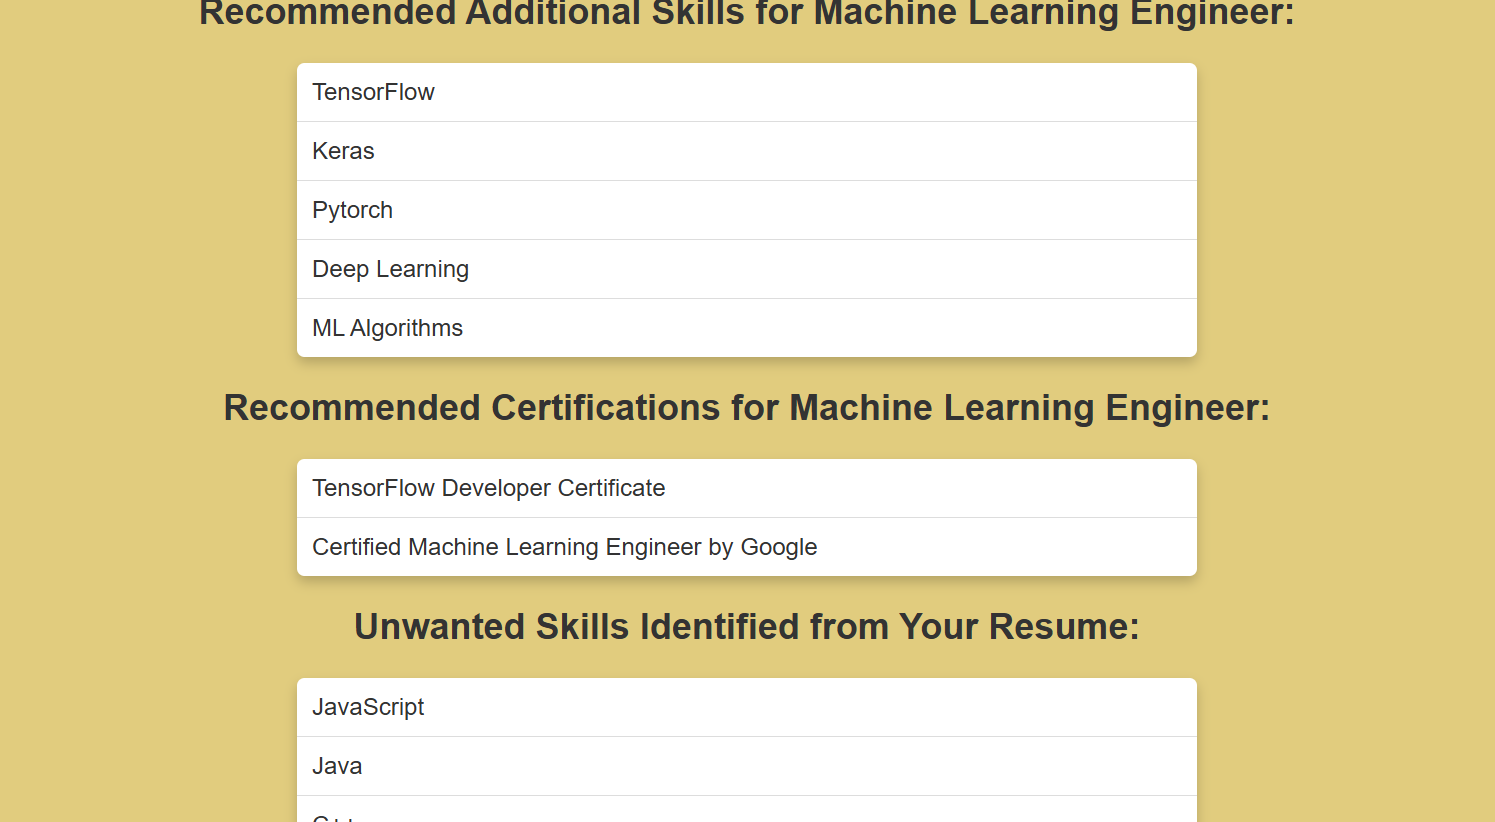 Recommended Additional Skills for Machine Learning Engineer:
TensorFlow
Keras
Pytorch
Deep Learning
ML Algorithms
Recommended Certifications for Machine Learning Engineer:
TensorFlow Developer Certificate
Certified Machine Learning Engineer by Google
Unwanted Skills Identified from Your Resume:
JavaScript
Java